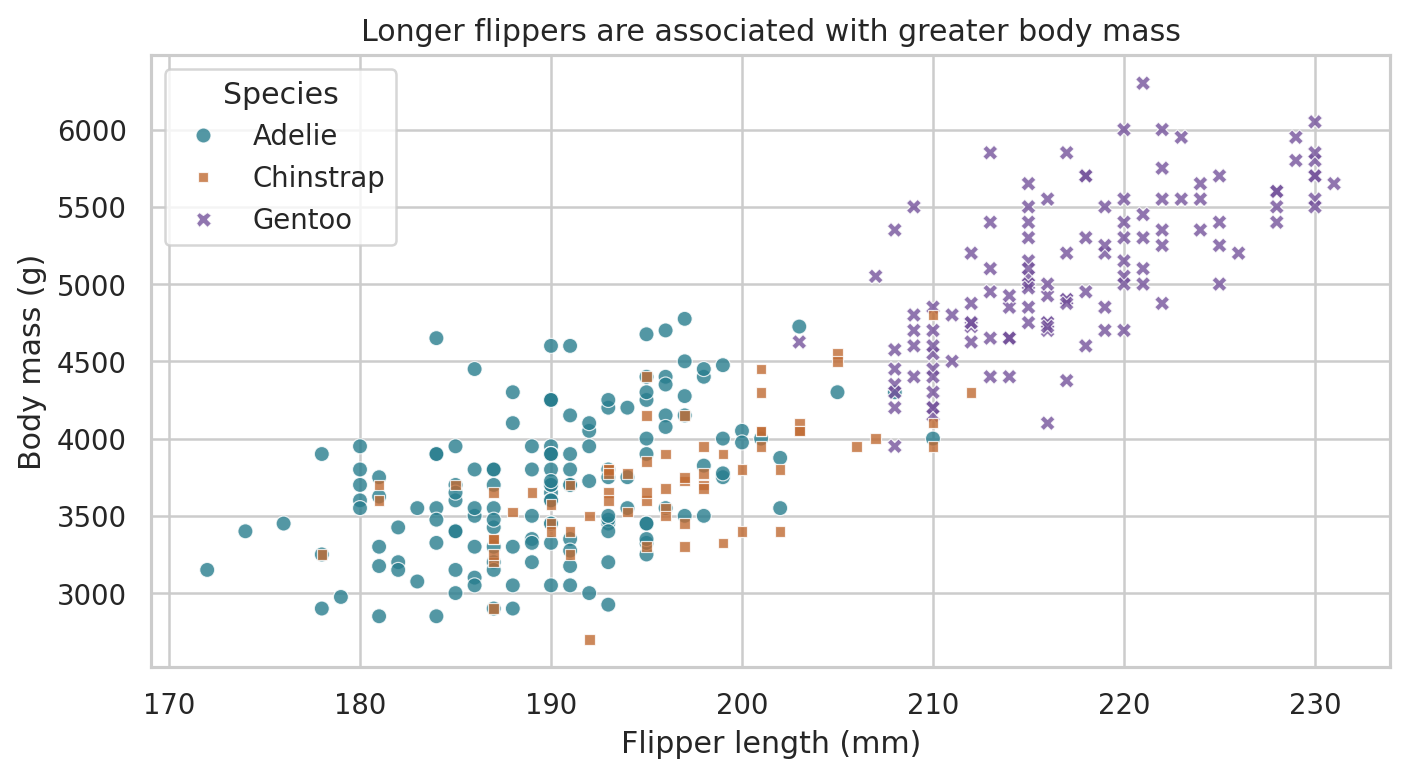 Longer flippers are associated with greater body mass
Species
Adelie
Chinstrap
Gentoo
Body mass (g)
6000
5500
5000
4500
4000
3500
3000
170 180 190 200 210 220 230
Flipper length (mm)